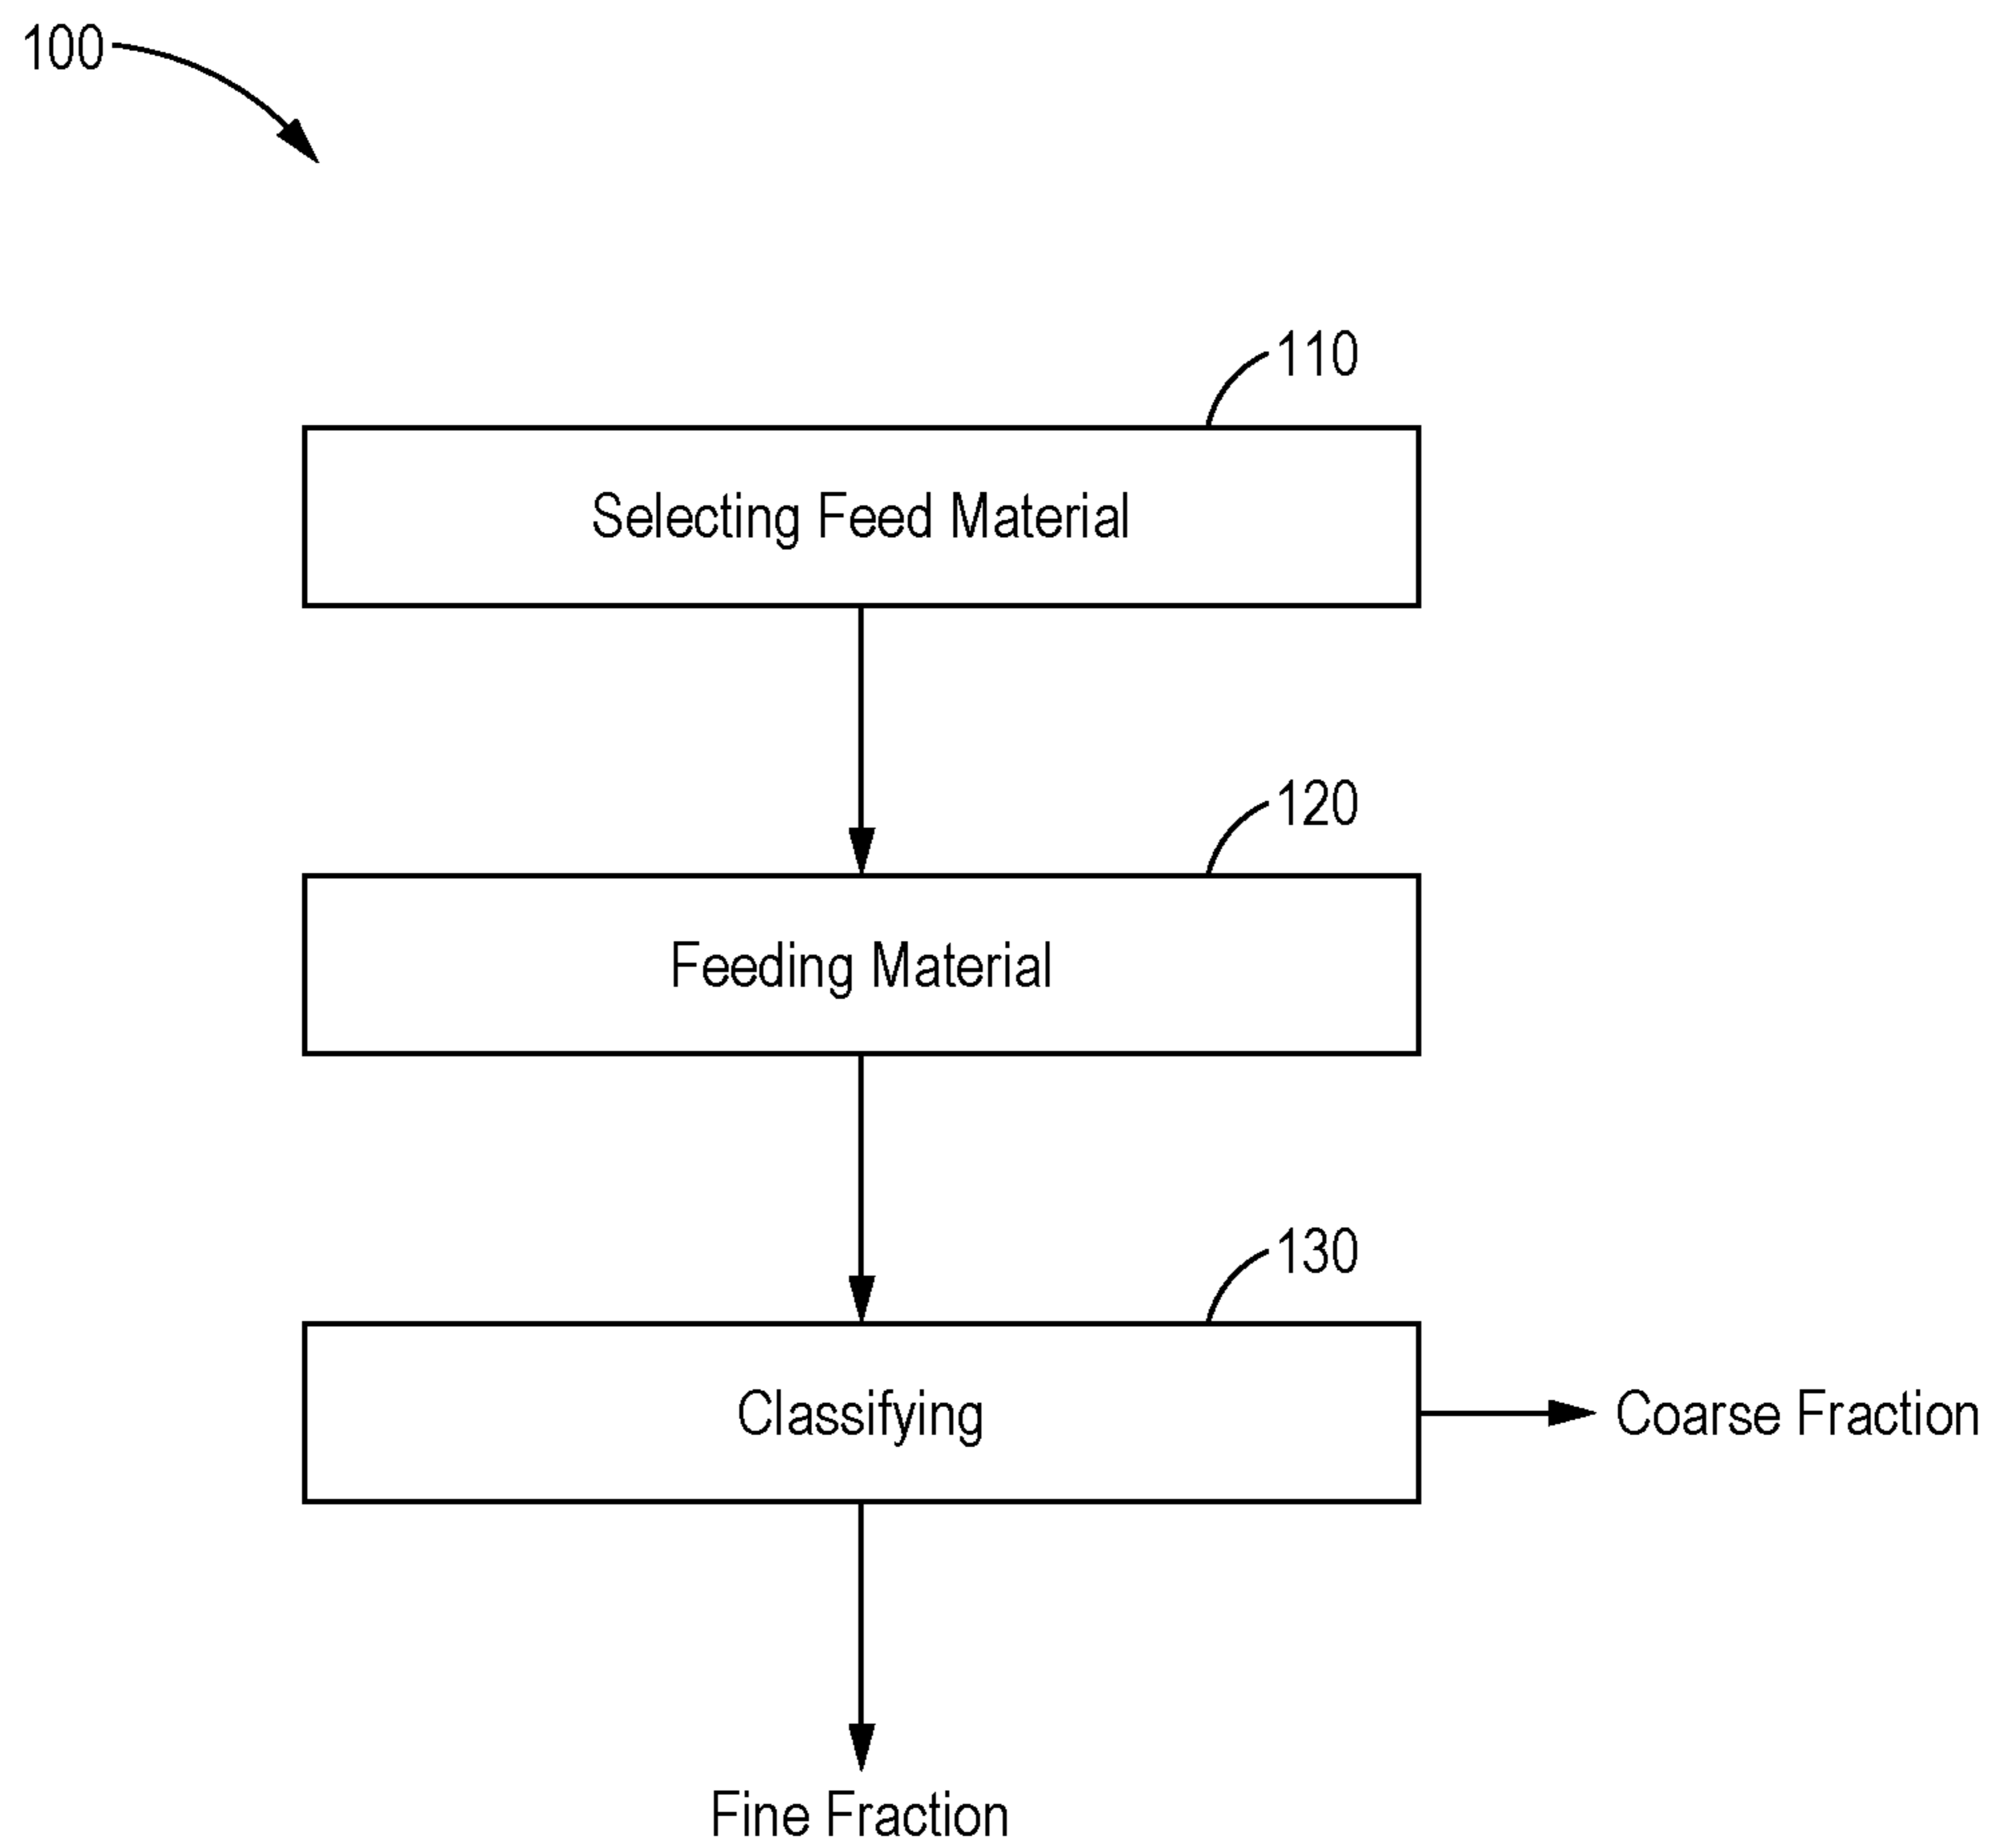 100
110
Selecting Feed Material
120
Feeding Material
130
Classifying
Coarse Fraction
Fine Fraction